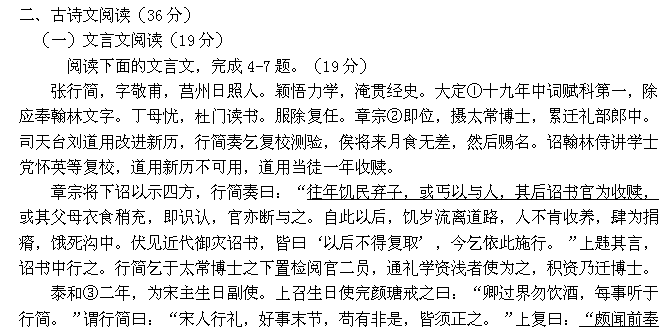 二、古诗文阅读（36分）
（一）文言文阅读（19分）
阅读下面的文言文，完成4-7题。（19分）
张行简，字敬甫，莒州日照人。颖悟力学，淹贯经史。大定①十九年中词赋科第一，除
应奉翰林文字。丁母忧，杜门读书。服除复任。章宗②即位，摄太常博士，累迁礼部郎中。
司天台刘道用改进新历，行简奏乞复校测验，俟将来月食无差，然后赐名。诏翰林侍讲学士
党怀英等复校，道用新历不可用，道用当徒一年收赎。
章宗将下诏以示四方，行简奏曰：“往年饥民弃子，或丐以与人，其后诏书官为收赎，
或其父母衣食稍充，即识认，官亦断与之。自此以后，饥岁流离道路，人不肯收养，肆为捐
瘠，饿死沟中。伏见近代御灾诏书，皆曰‘以后不得复取’，今乞依此施行。”上韪其言，
诏书中行之。行简乞于太常博士之下置检阅官二员，通礼学资浅者使为之，积资乃迁博士。
泰和③二年，为宋主生日副使。上召生日使完颜瑭戒之曰：“卿过界勿饮酒，每事听于
行简。”谓行简曰：“宋人行礼，好事末节，苟有非是，皆须正之。”上复曰：“颇闻前奉